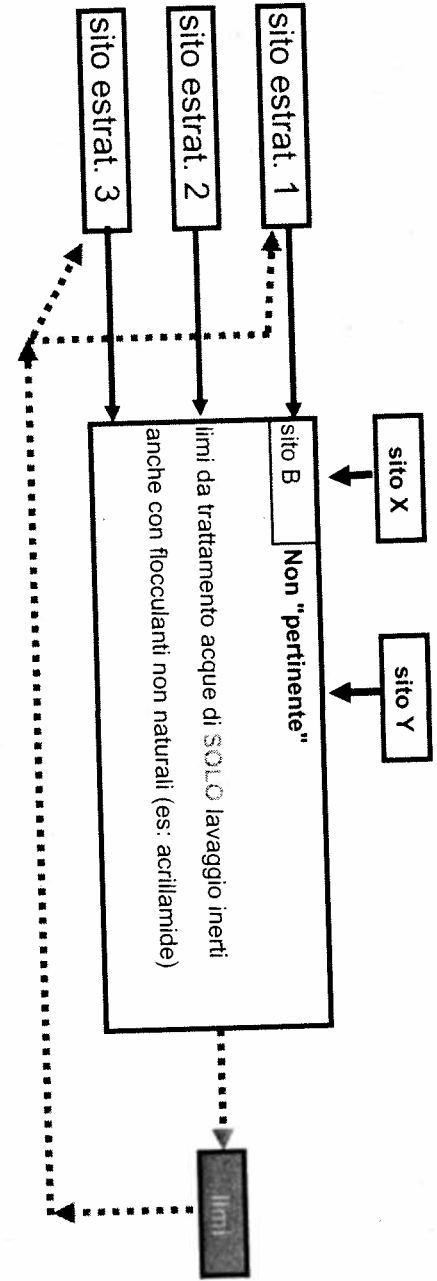 sito X
sito Y
sito estrat. 1
sito estrat. 2
sito estrat. 3
sito B
Non "pertinente"
limi da trattamento acque di SOLO lavaggio inerti
anche con flocculanti non naturali (es: acrillamide)
limi